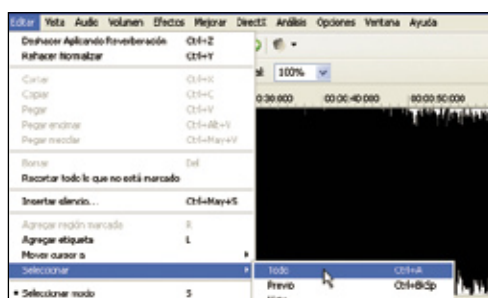 Editar Vista Audio Volumen Efectos Mejorar DirectX Análisis Opciones Ventana Ayuda
Deshacer Aplicando Reverberación Ctrl+Z
Rehacer Normalizar Ctrl+Y
100%
Cortar Ctrl+X
Copiar Ctrl+C
Pegar Ctrl+V
Pegar encimar Ctrl+Alt+V
Pegar mezclar Ctrl+May+V
00:00:40:000 00:00:50:000
Borrar Del
Recortar todo lo que no está marcado
Insertar silencio... Ctrl+May+S
Agregar región marcada R
Agregar etiqueta L
Mover cursor a
Seleccionar
Todo Ctrl+A
Previo Ctrl+BkSp
Seleccionar modo S